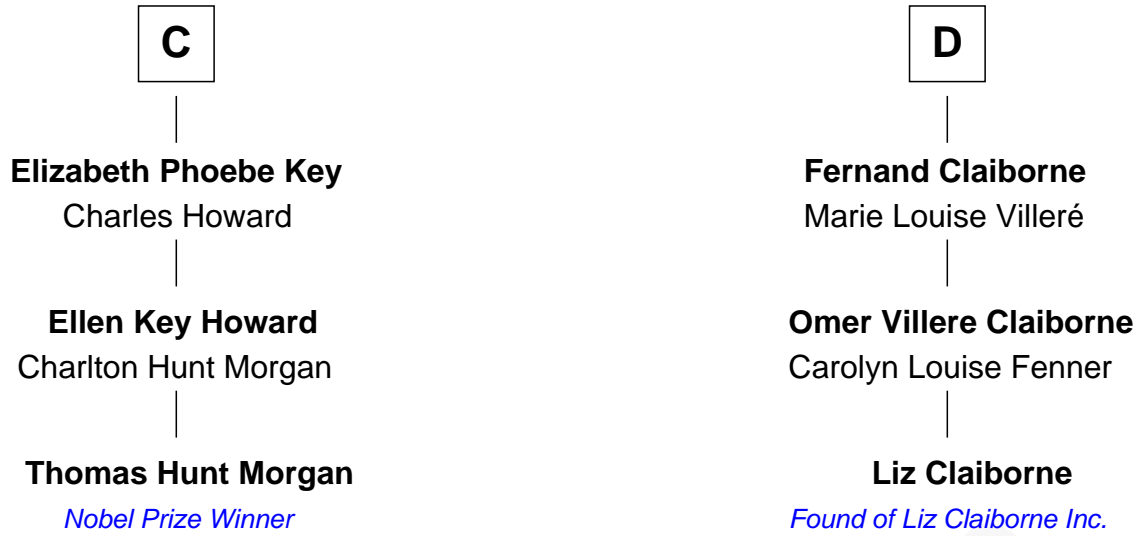 C
Elizabeth Phoebe Key
Charles Howard
Ellen Key Howard
Charlton Hunt Morgan
Thomas Hunt Morgan
Nobel Prize Winner
D
Fernand Claiborne
Marie Louise Villeré
Omer Villere Claiborne
Carolyn Louise Fenner
Liz Claiborne
Found of Liz Claiborne Inc.